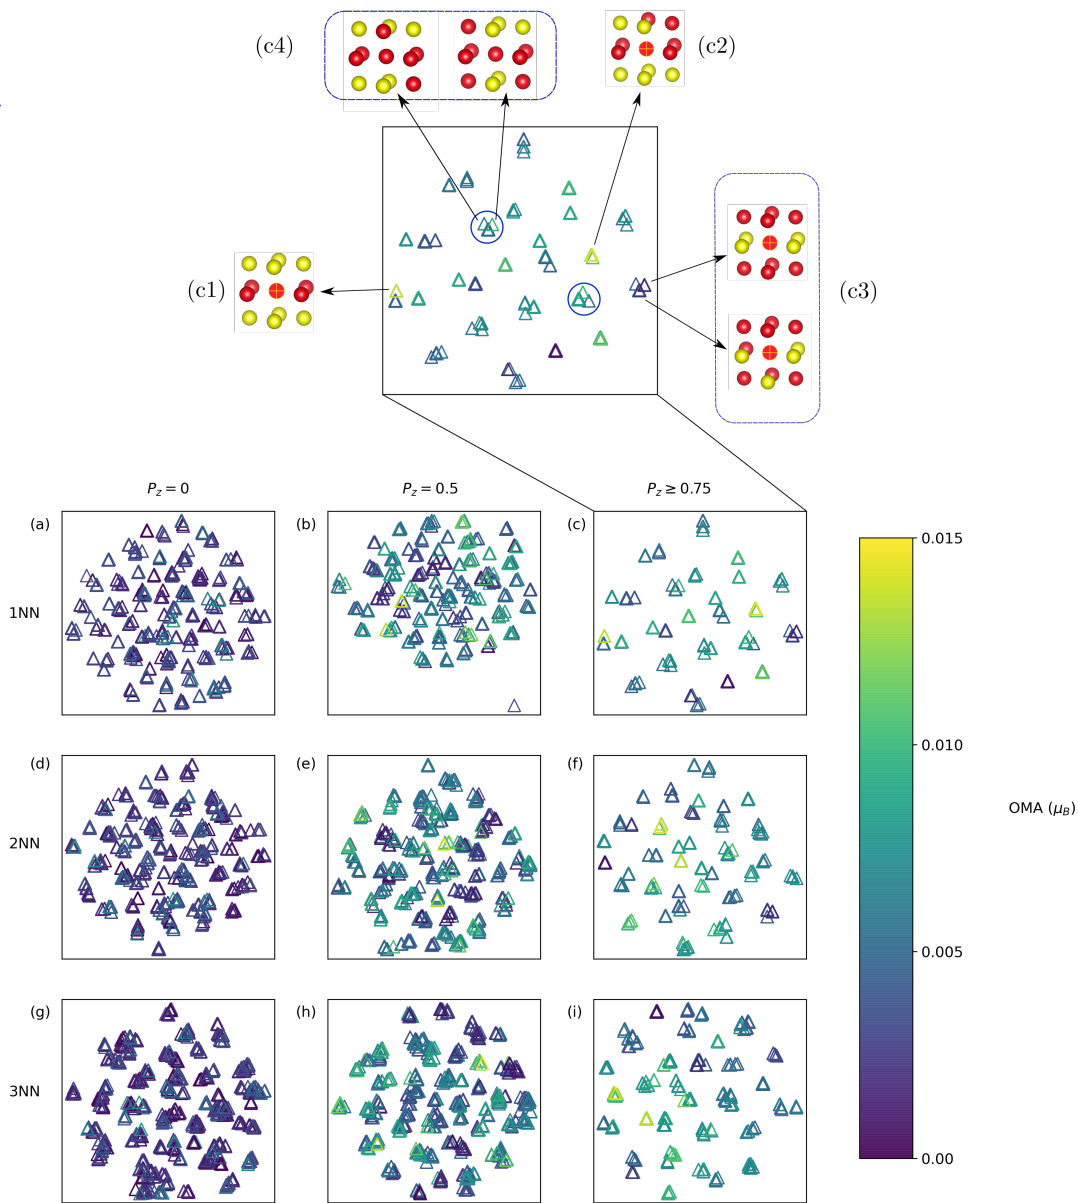 (c4)
(c2)
(c1)
(c3)
P_z = 0
P_z = 0.5
P_z ≥ 0.75
(a)
(b)
(c)
1NN
(d)
(e)
(f)
2NN
(g)
(h)
(i)
3NN
0.015
0.010
0.005
0.00
OMA (μ_B)